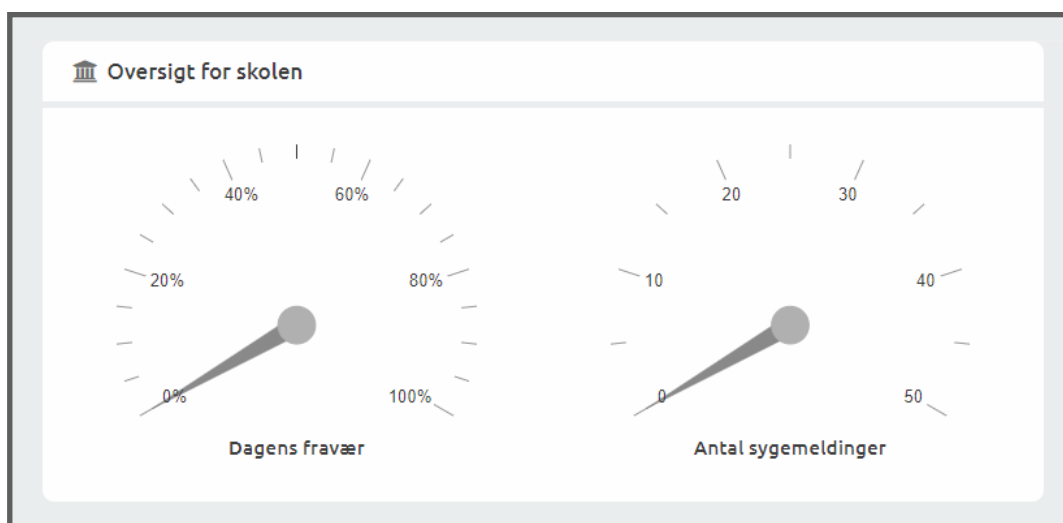 Oversigt for skolen
40% 60%
20% 80%
0% 100%
Dagens fravær
20 30
10 40
0 50
Antal sygemeldinger